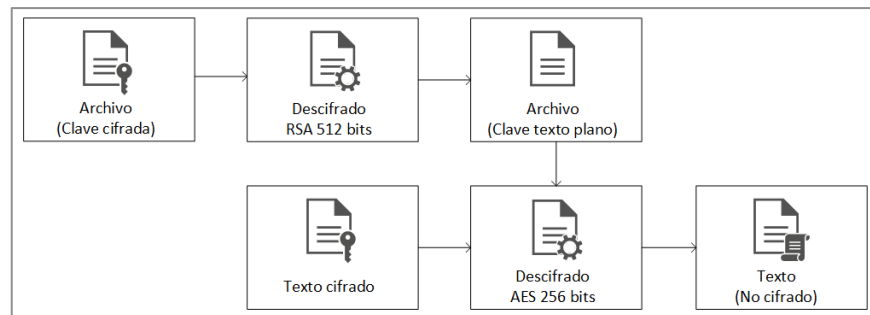 Archivo
(Clave cifrada)
Descifrado
RSA 512 bits
Archivo
(Clave texto plano)
Texto cifrado
Descifrado
AES 256 bits
Texto
(No cifrado)